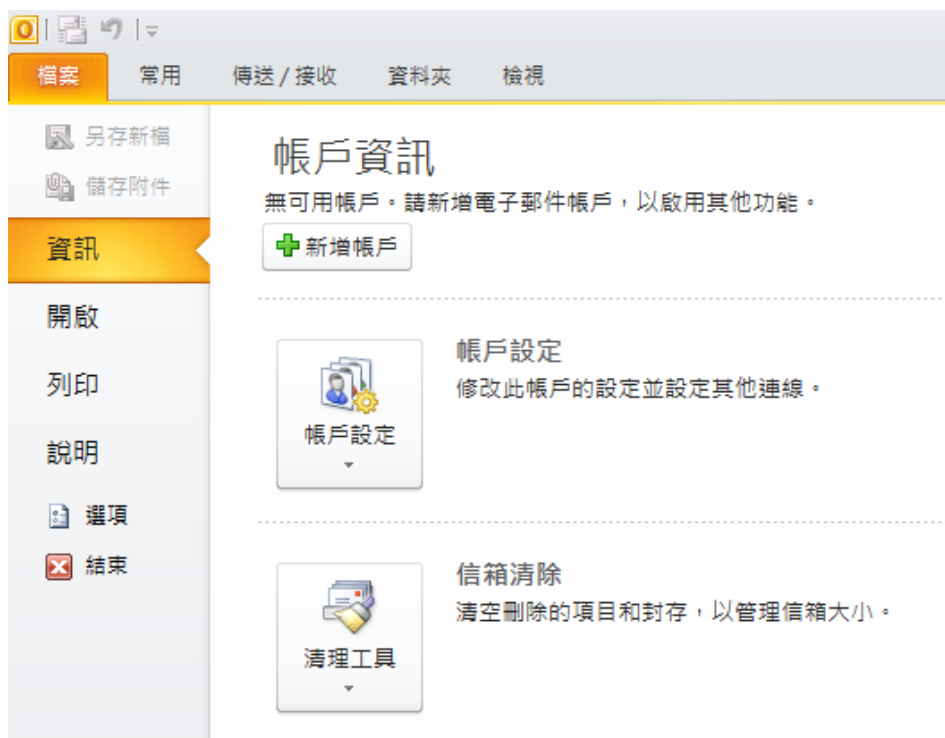 檔案 常用 傳送 / 接收 資料夾 檢視
另存新檔
儲存附件
資訊
開啟
列印
說明
選項
結束
帳戶資訊
無可用帳戶。請新增電子郵件帳戶，以啟用其他功能。
新增帳戶
帳戶設定
帳戶設定
修改此帳戶的設定並設定其他連線。
清理工具
信箱清除
清空刪除的項目和封存，以管理信箱大小。